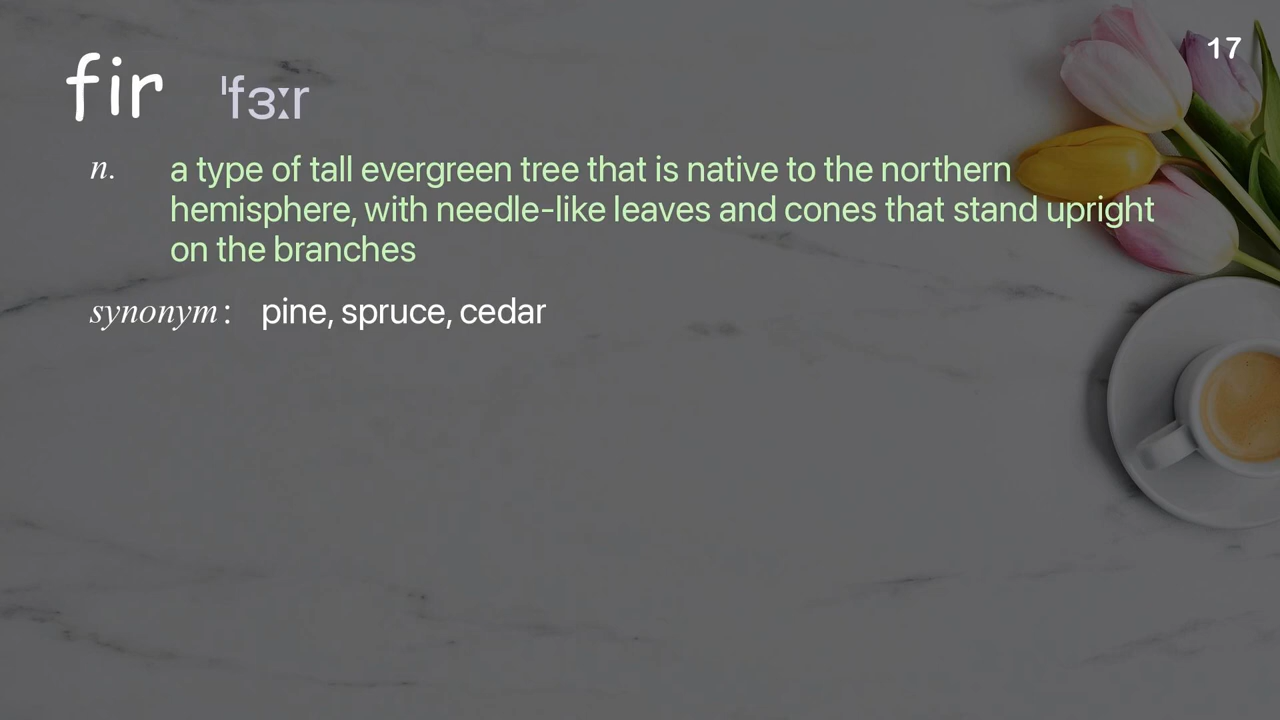 17
fir ˈfɜːr
n. a type of tall evergreen tree that is native to the northern
hemisphere, with needle-like leaves and cones that stand upright
on the branches
synonym: pine, spruce, cedar